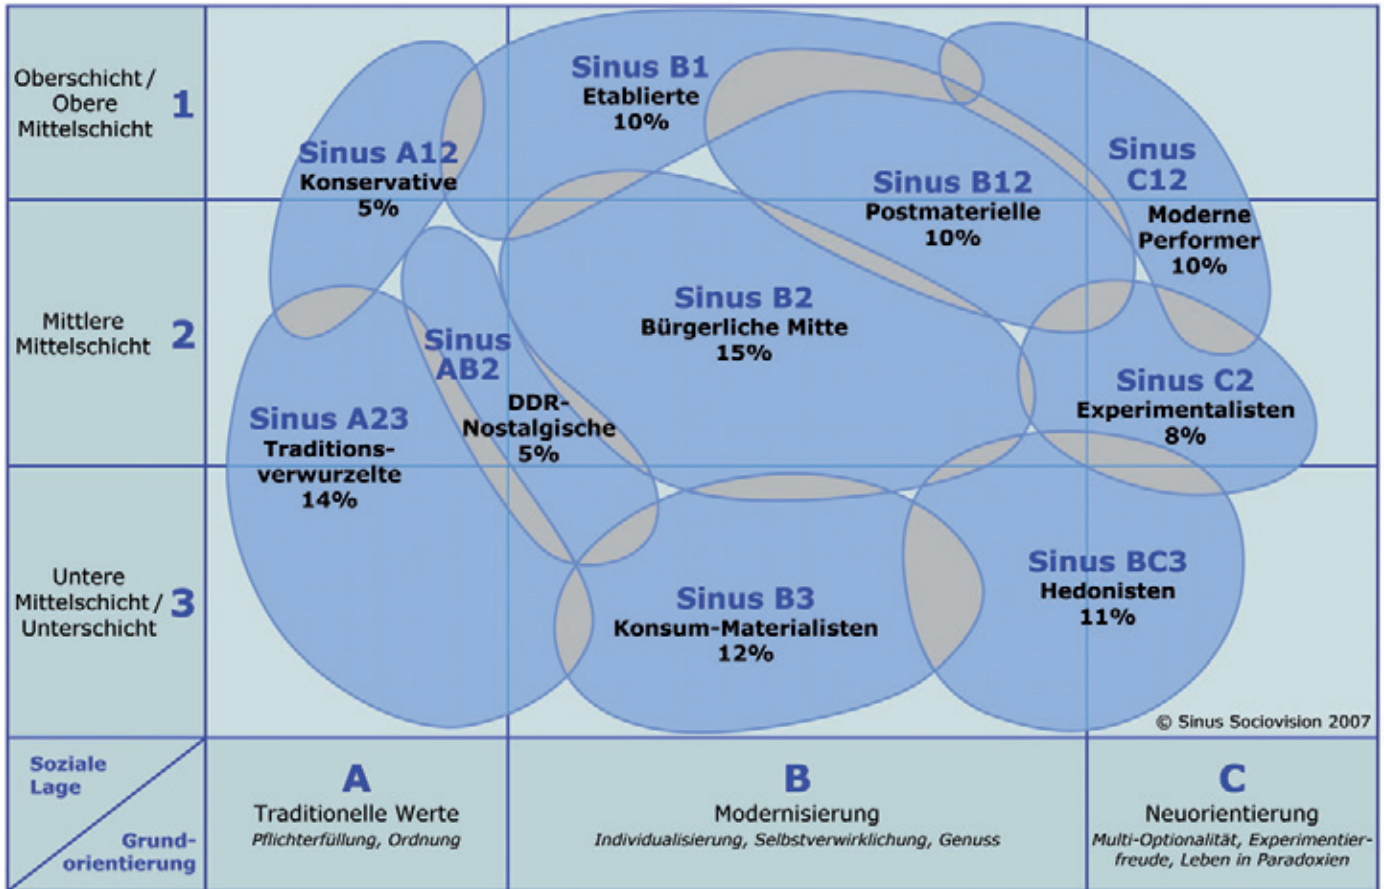 Oberschicht /
Obere
Mittelschicht
1
Mittlere
Mittelschicht
2
Untere
Mittelschicht /
Unterschicht
3
Sinus A12
Konservative
5%
Sinus B1
Etablierte
10%
Sinus B12
Postmaterielle
10%
Sinus
C12
Moderne
Performer
10%
Sinus A23
Traditions-
verwurzelte
14%
Sinus
AB2
DDR-
Nostalgische
5%
Sinus B2
Bürgerliche Mitte
15%
Sinus C2
Experimentalisten
8%
Sinus B3
Konsum-Materialisten
12%
Sinus BC3
Hedonisten
11%
© Sinus Sociovision 2007
Soziale
Lage
Grund-
orientierung
A
Traditionelle Werte
Pflichterfüllung, Ordnung
B
Modernisierung
Individualisierung, Selbstverwirklichung, Genuss
C
Neuorientierung
Multi-Optionalität, Experimentier-
freude, Leben in Paradoxien